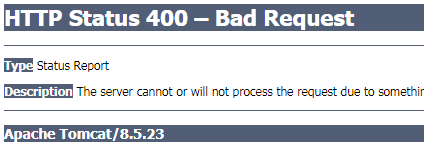 HTTP Status 400 – Bad Request
Type Status Report
Description The server cannot or will not process the request due to
Apache Tomcat/8.5.23